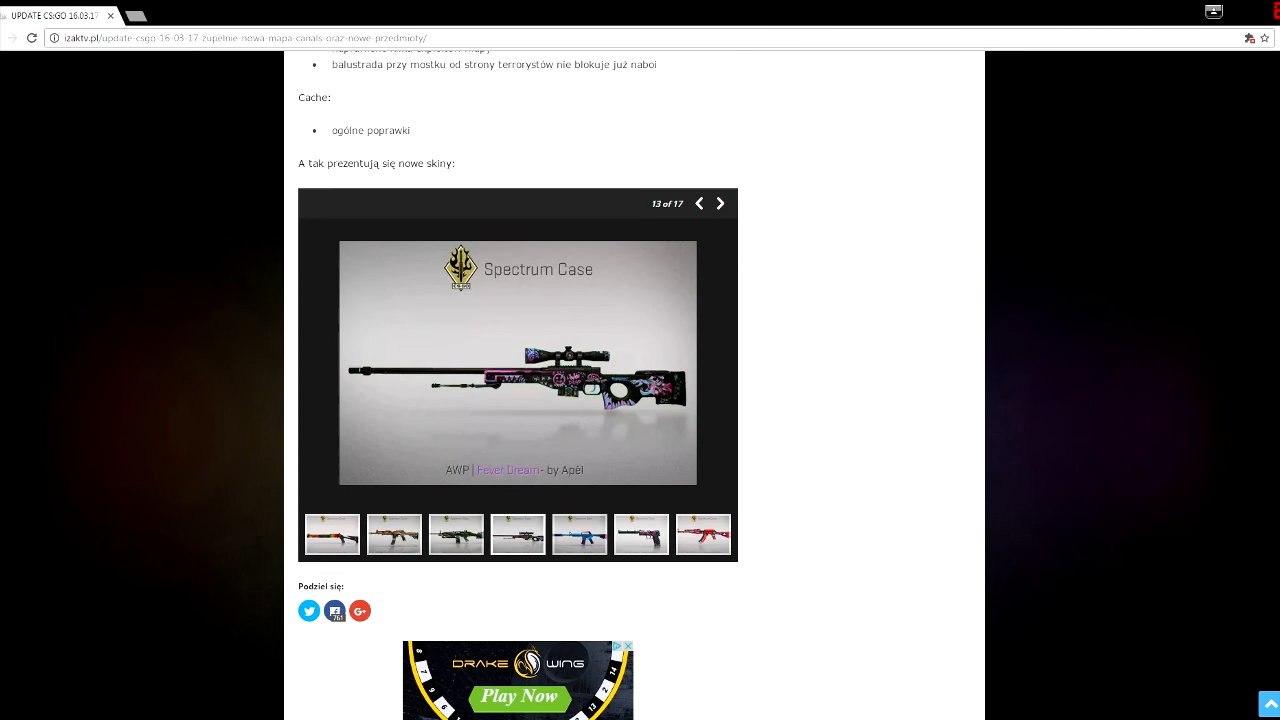 UPDATE CS:GO 16.03.17
izaktv.pl/update-csgo-16-03-17-zupelnie-nowa-mapa-canals-oraz-nowe-przedmioty/
balustrada przy mostku od strony terrorystów nie blokuje już naboi
Cache:
ogólne poprawki
A tak prezentują się nowe skiny:
13 of 17
Spectrum Case
AWP | Fever Dream- by Apēl
Podziel się:
761
DRAKE WING
Play Now